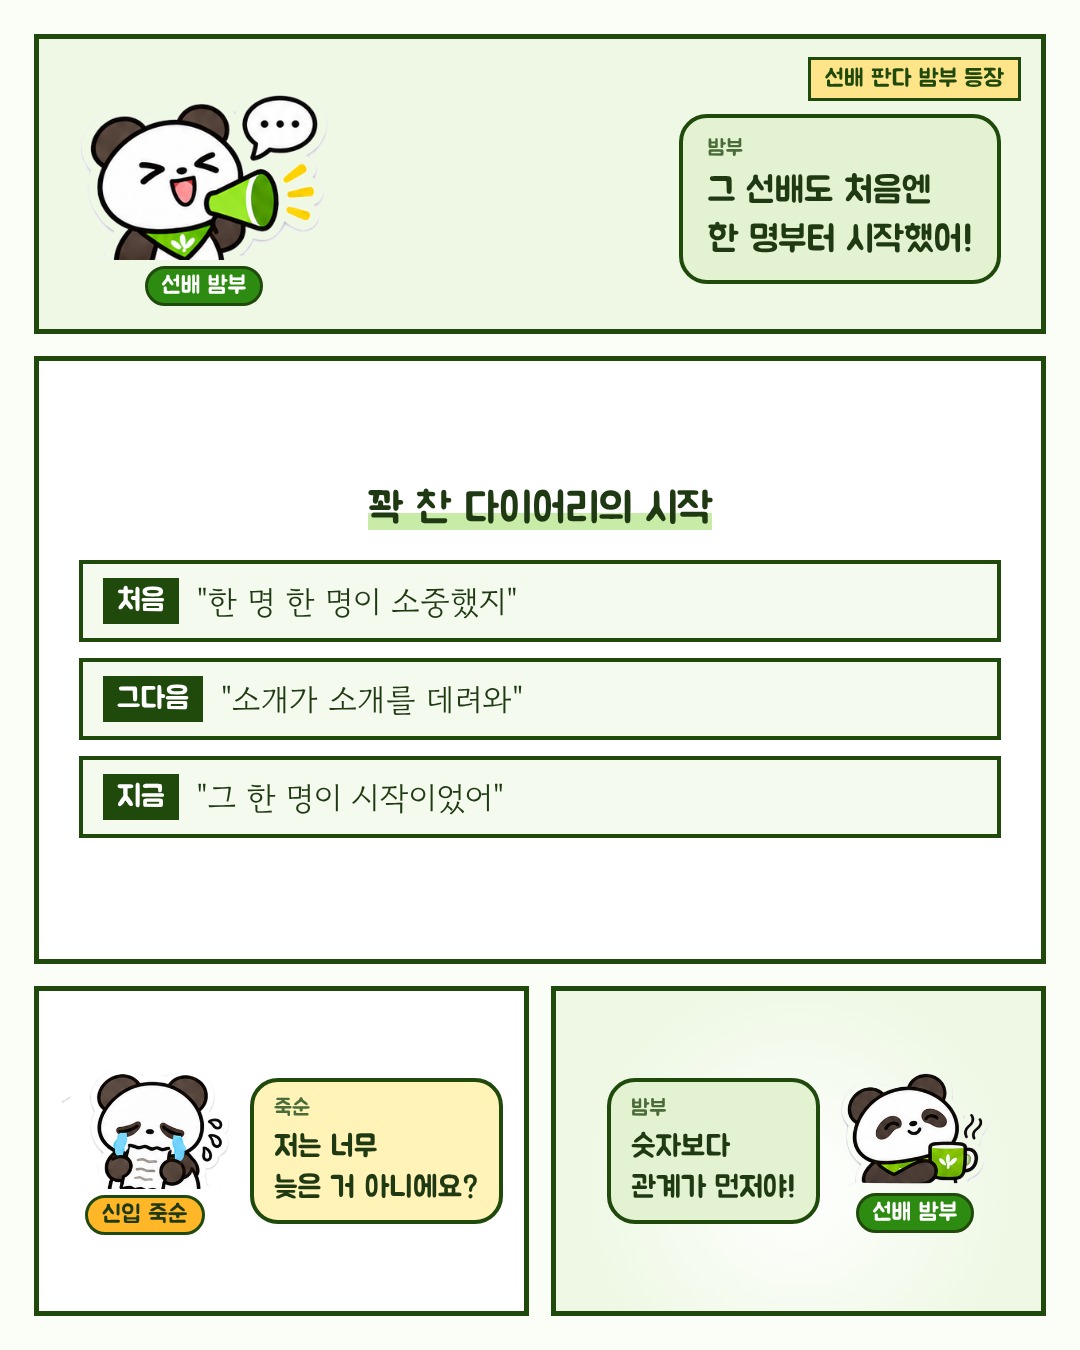 선배 판다 밤부 등장
밤부
그 선배도 처음엔
한 명부터 시작했어!
선배 밤부
꽉 찬 다이어리의 시작
처음 "한 명 한 명이 소중했지"
그다음 "소개가 소개를 데려와"
지금 "그 한 명이 시작이었어"
죽순
저는 너무
늦은 거 아니에요?
신입 죽순
밤부
숫자보다
관계가 먼저야!
선배 밤부